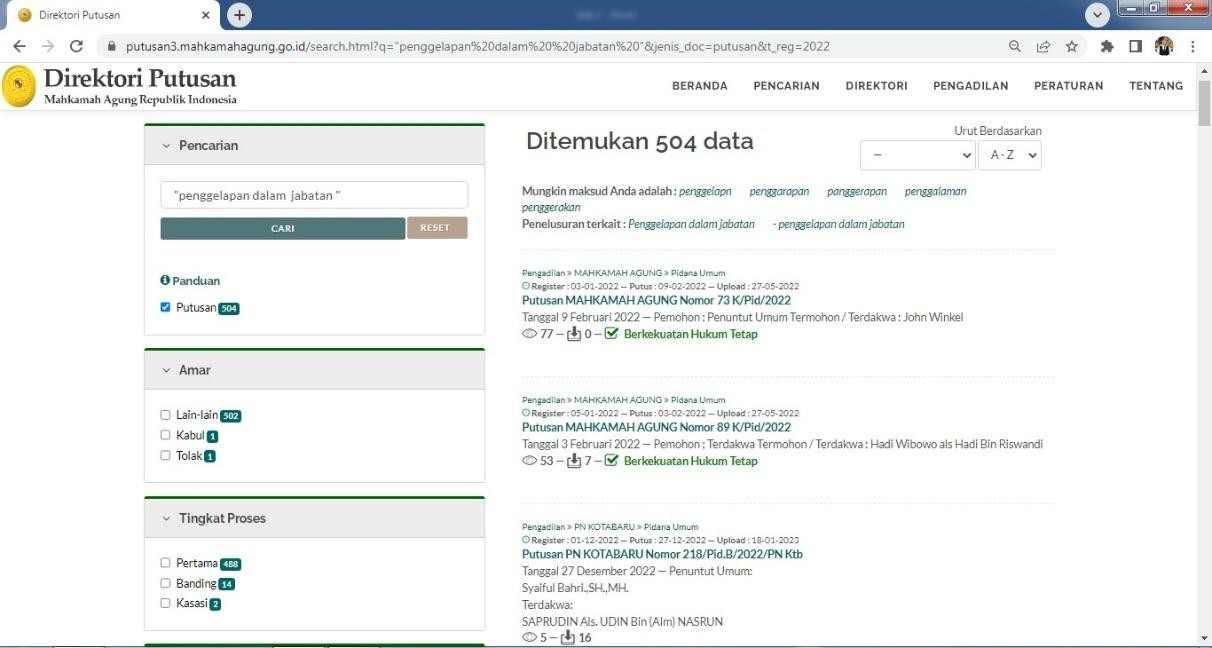 Direktori Putusan
putusan3.mahkamahagung.go.id/search.html?q="penggelapan%20dalam%20%20jabatan%20"&jenis_doc=putusan&t_reg=2022
Direktori Putusan
Mahkamah Agung Republik Indonesia
BERANDA PENCARIAN DIREKTORI PENGADILAN PERATURAN TENTANG
Pencarian
"penggelapan dalam  jabatan "
CARI RESET
Panduan
Putusan 504
Amar
Lain-lain 502
Kabul 1
Tolak 1
Tingkat Proses
Pertama 488
Banding 14
Kasasi 2
Ditemukan 504 data
Urut Berdasarkan
— A - Z
Mungkin maksud Anda adalah : penggelapn penggarapan panggerapan penggalaman
penggerakan
Penelusuran terkait : Penggelapan dalam jabatan - penggelapan dalam jabatan
Pengadilan » MAHKAMAH AGUNG » Pidana Umum
Register : 03-01-2022 — Putus : 09-02-2022 — Upload : 27-05-2022
Putusan MAHKAMAH AGUNG Nomor 73 K/Pid/2022
Tanggal 9 Februari 2022 — Pemohon : Penuntut Umum Termohon / Terdakwa : John Winkel
77 — 0 — Berkekuatan Hukum Tetap
Pengadilan » MAHKAMAH AGUNG » Pidana Umum
Register : 05-01-2022 — Putus : 03-02-2022 — Upload : 27-05-2022
Putusan MAHKAMAH AGUNG Nomor 89 K/Pid/2022
Tanggal 3 Februari 2022 — Pemohon ; Terdakwa Termohon / Terdakwa : Hadi Wibowo als Hadi Bin Riswandi
53 — 7 — Berkekuatan Hukum Tetap
Pengadilan » PN KOTABARU » Pidana Umum
Register : 01-12-2022 — Putus : 27-12-2022 — Upload : 18-01-2023
Putusan PN KOTABARU Nomor 218/Pid.B/2022/PN Ktb
Tanggal 27 Desember 2022 — Penuntut Umum:
Syaiful Bahri.,SH.,MH.
Terdakwa:
SAPRUDIN Als. UDIN Bin (Alm) NASRUN
5 — 16